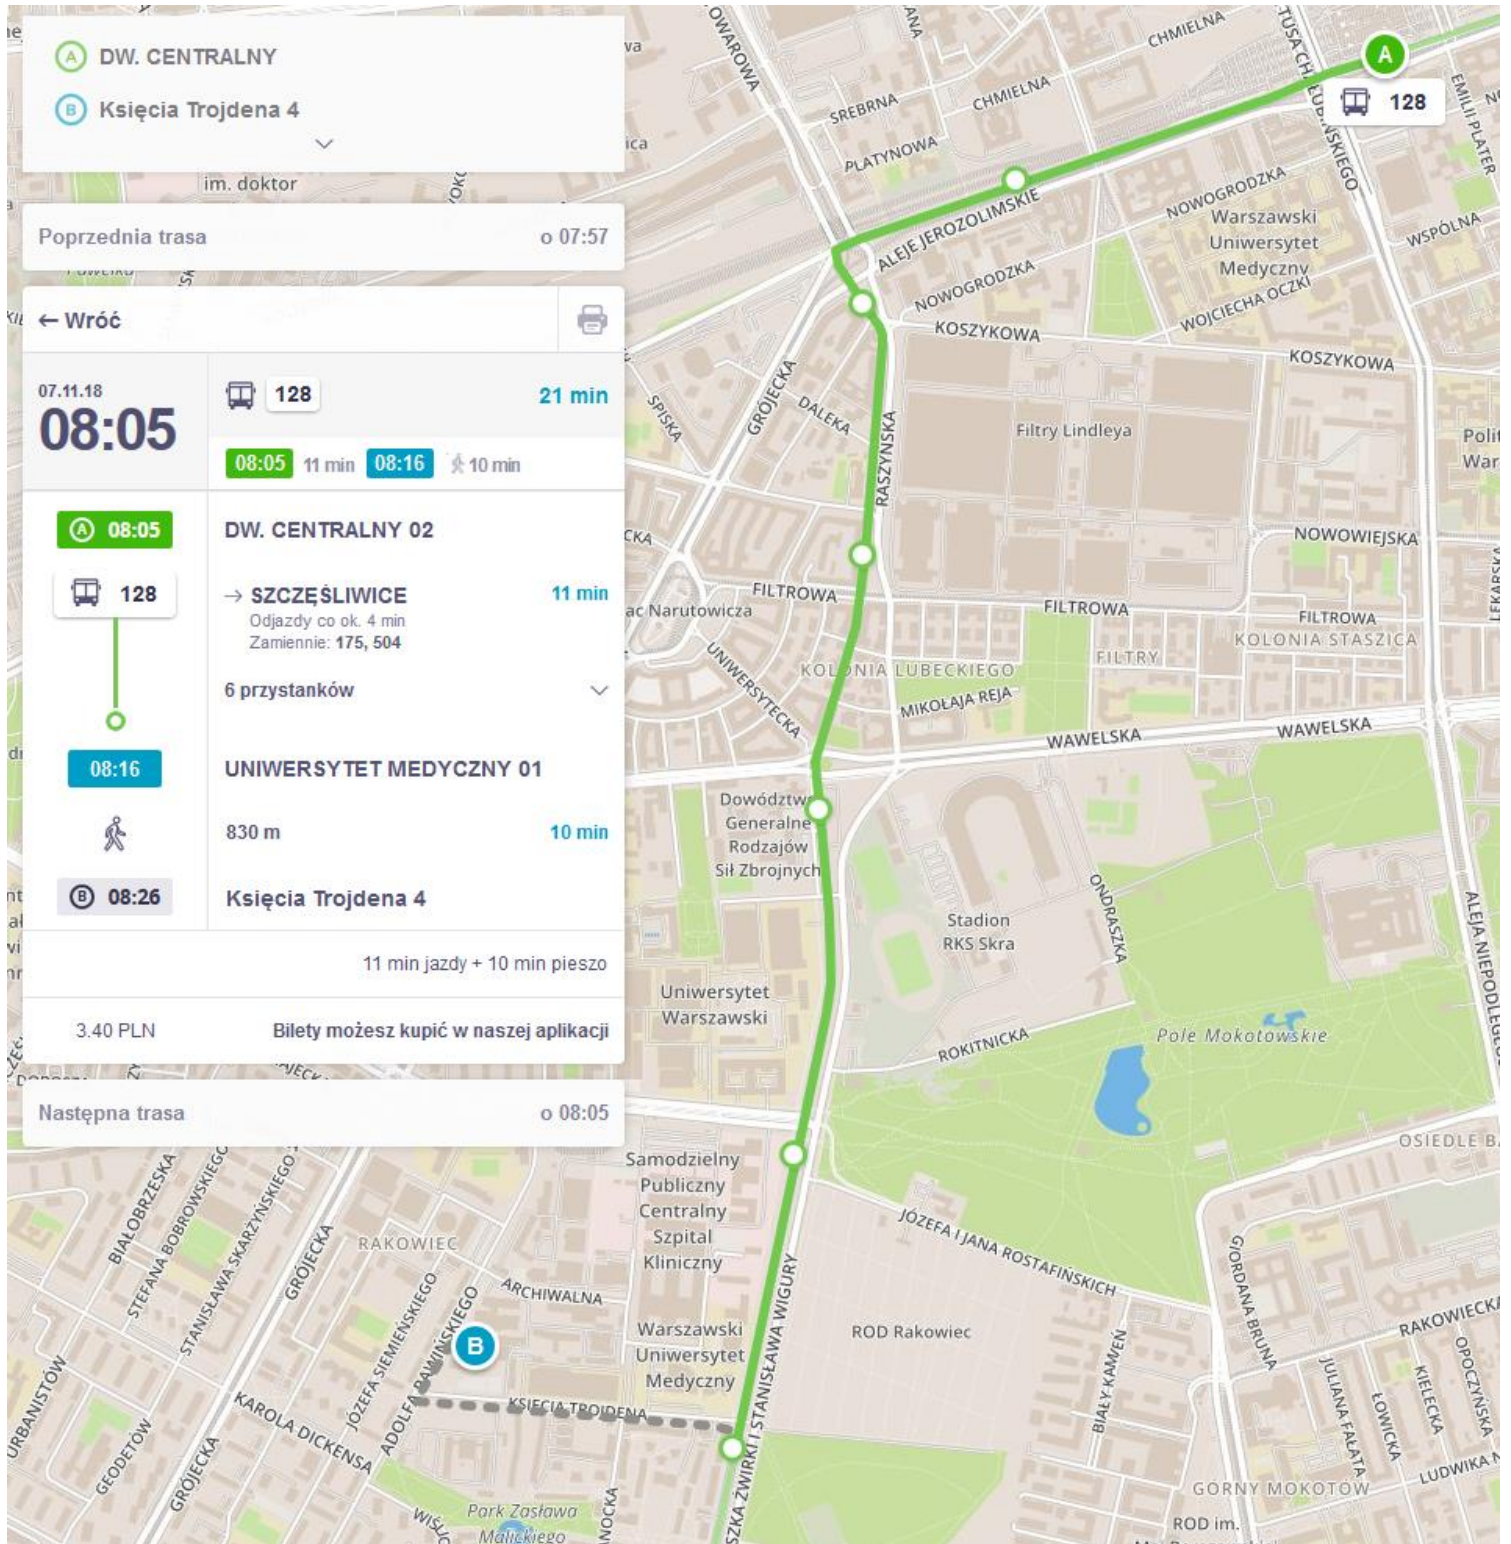 DW. CENTRALNY
Księcia Trojdena 4
Poprzednia trasa o 07:57
← Wróć
07.11.18
08:05
128 21 min
08:05 11 min 08:16 10 min
A 08:05 DW. CENTRALNY 02
128 → SZCZĘŚLIWICE 11 min
Odjazdy co ok. 4 min
Zamiennie: 175, 504
6 przystanków
08:16 UNIWERSYTET MEDYCZNY 01
830 m 10 min
B 08:26 Księcia Trojdena 4
11 min jazdy + 10 min pieszo
3.40 PLN Bilety możesz kupić w naszej aplikacji
Następna trasa o 08:05
im. doktor
A
128
CHMIELNA
CHMIELNA
SREBRNA
PLATYNOWA
EMILII PLATER
NOWOGRODZKA
ALEJE JEROZOLIMSKIE
Warszawski
Uniwersytet
Medyczny
WSPÓLNA
NOWOGRODZKA
WOJCIECHA OCZKI
KOSZYKOWA
KOSZYKOWA
GRÓJECKA
SPISKA
DALEKA
RASZYŃSKA
Filtry Lindleya
NOWOWIEJSKA
LEKARSKA
FILTROWA
FILTROWA
FILTROWA
KOLONIA STASZICA
FILTRY
KOLONIA LUBECKIEGO
UNIWERSYTECKA
MIKOŁAJA REJA
WAWELSKA
WAWELSKA
Generalne
Rodzajów
Sił Zbrojnych
ONDRASZKA
Stadion
RKS Skra
Uniwersytet
Warszawski
ROKITNICKA
Pole Mokotowskie
Samodzielny
Publiczny
Centralny
Szpital
Kliniczny
JÓZEFA I JANA ROSTAFIŃSKICH
GIORDANA BRUNA
BIAŁOBRZESKA
STEFANA BOBROWSKIEGO
STANISŁAWA SKARŻYŃSKIEGO
GRÓJECKA
RAKOWIEC
JÓZEFA SIEMIEŃSKIEGO
ADOLFA PAWIŃSKIEGO
ARCHIWALNA
B
Warszawski
Uniwersytet
Medyczny
ROD Rakowiec
BIAŁY KAMIEŃ
RAKOWIECKA
OPOCZYŃSKA
KIELECKA
ŁOWICKA
JULIANA FAŁATA
KSIĘCIA TROJDENA
KAROLA DICKENSA
URBANISTÓW
GEODETÓW
GRÓJECKA
GÓRNY MOKOTÓW
Park Zasława
Malickiego
ROD im.